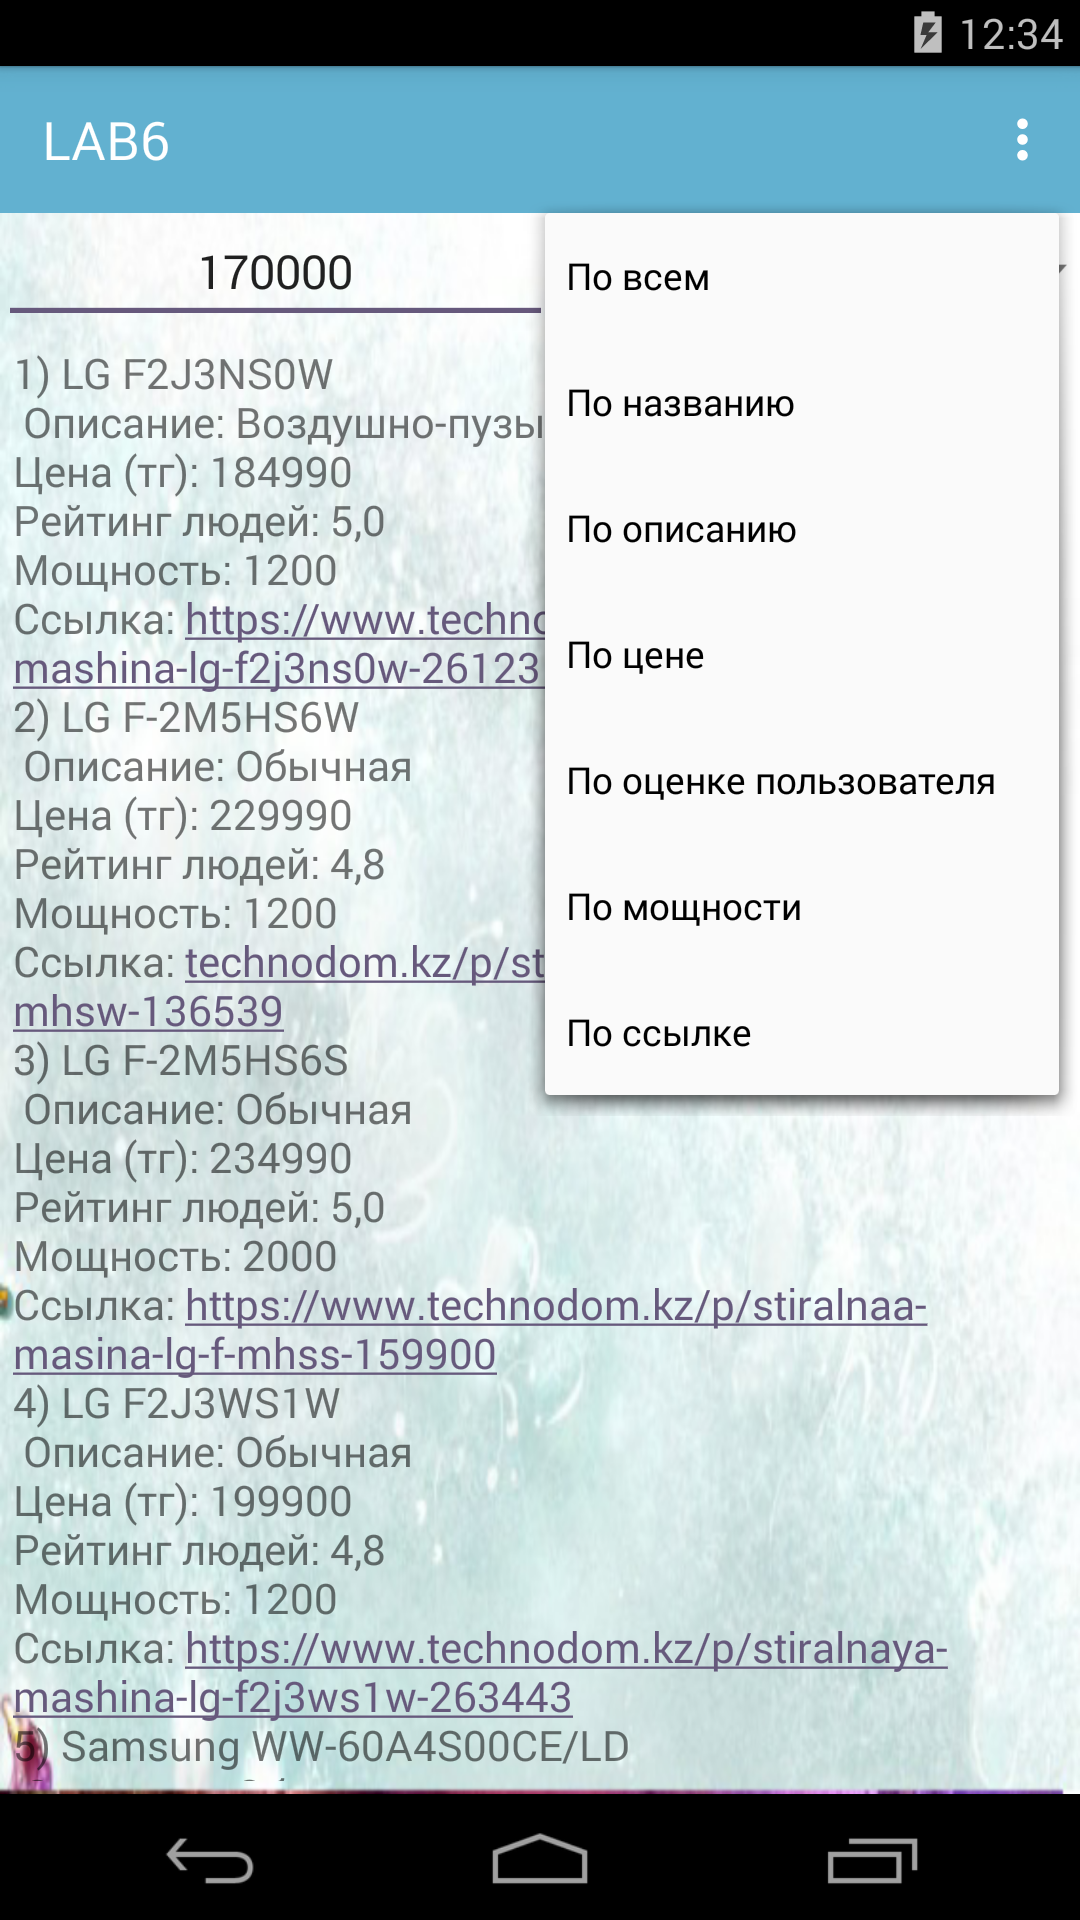 12:34
LAB6
170000
По всем
По названию
По описанию
По цене
По оценке пользователя
По мощности
По ссылке
1) LG F2J3NS0W
Описание: Воздушно-пузы
Цена (тг): 184990
Рейтинг людей: 5,0
Мощность: 1200
Ссылка: https://www.techno
mashina-lg-f2j3ns0w-26123
2) LG F-2M5HS6W
Описание: Обычная
Цена (тг): 229990
Рейтинг людей: 4,8
Мощность: 1200
Ссылка: technodom.kz/p/st
mhsw-136539
3) LG F-2M5HS6S
Описание: Обычная
Цена (тг): 234990
Рейтинг людей: 5,0
Мощность: 2000
Ссылка: https://www.technodom.kz/p/stiralnaa-
masina-lg-f-mhss-159900
4) LG F2J3WS1W
Описание: Обычная
Цена (тг): 199900
Рейтинг людей: 4,8
Мощность: 1200
Ссылка: https://www.technodom.kz/p/stiralnaya-
mashina-lg-f2j3ws1w-263443
5) Samsung WW-60A4S00CE/LD